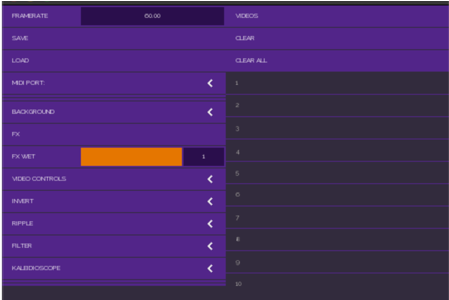 FRAMERATE 60.00
SAVE
LOAD
MIDI PORT:
BACKGROUND
FX
FX WET 1
VIDEO CONTROLS
INVERT
RIPPLE
FILTER
KALEIDIOSCOPE
VIDEOS
CLEAR
CLEAR ALL
1
2
3
4
5
6
7
8
9
10